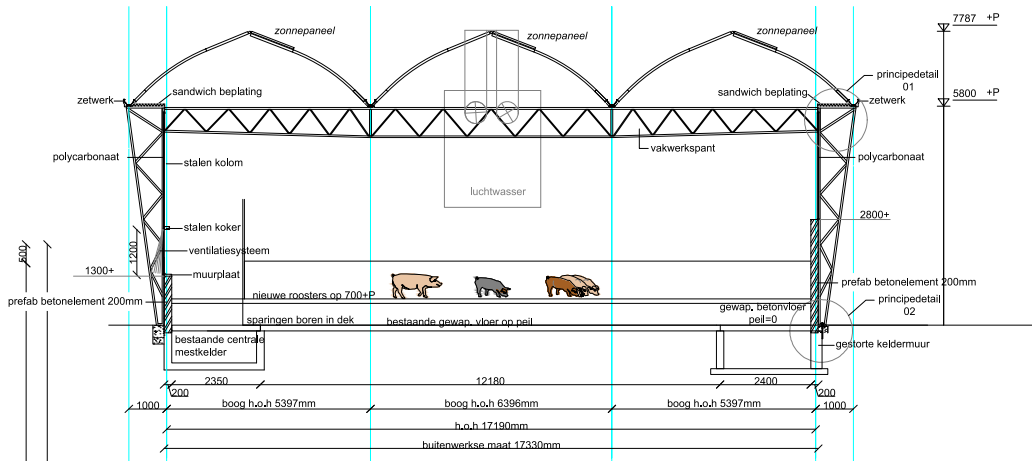 7787 +P
zonnepaneel
zonnepaneel
zonnepaneel
principedetail
01
zetwerk
sandwich beplating
sandwich beplating
zetwerk
5800 +P
polycarbonaat
stalen kolom
vakwerkspant
polycarbonaat
luchtwasser
2800+
stalen koker
500
1200
ventilatiesysteem
1300+
muurplaat
prefab betonelement 200mm
prefab betonelement 200mm
nieuwe roosters op 700+P
gewap. betonvloer
peil=0
principedetail
02
sparingen boren in dek
bestaande gewap. vloer op peil
bestaande centrale
mestkelder
gestorte keldermuur
2350
12180
2400
200
200
1000
boog h.o.h 5397mm
boog h.o.h 6396mm
boog h.o.h 5397mm
1000
h.o.h 17190mm
buitenwerkse maat 17330mm